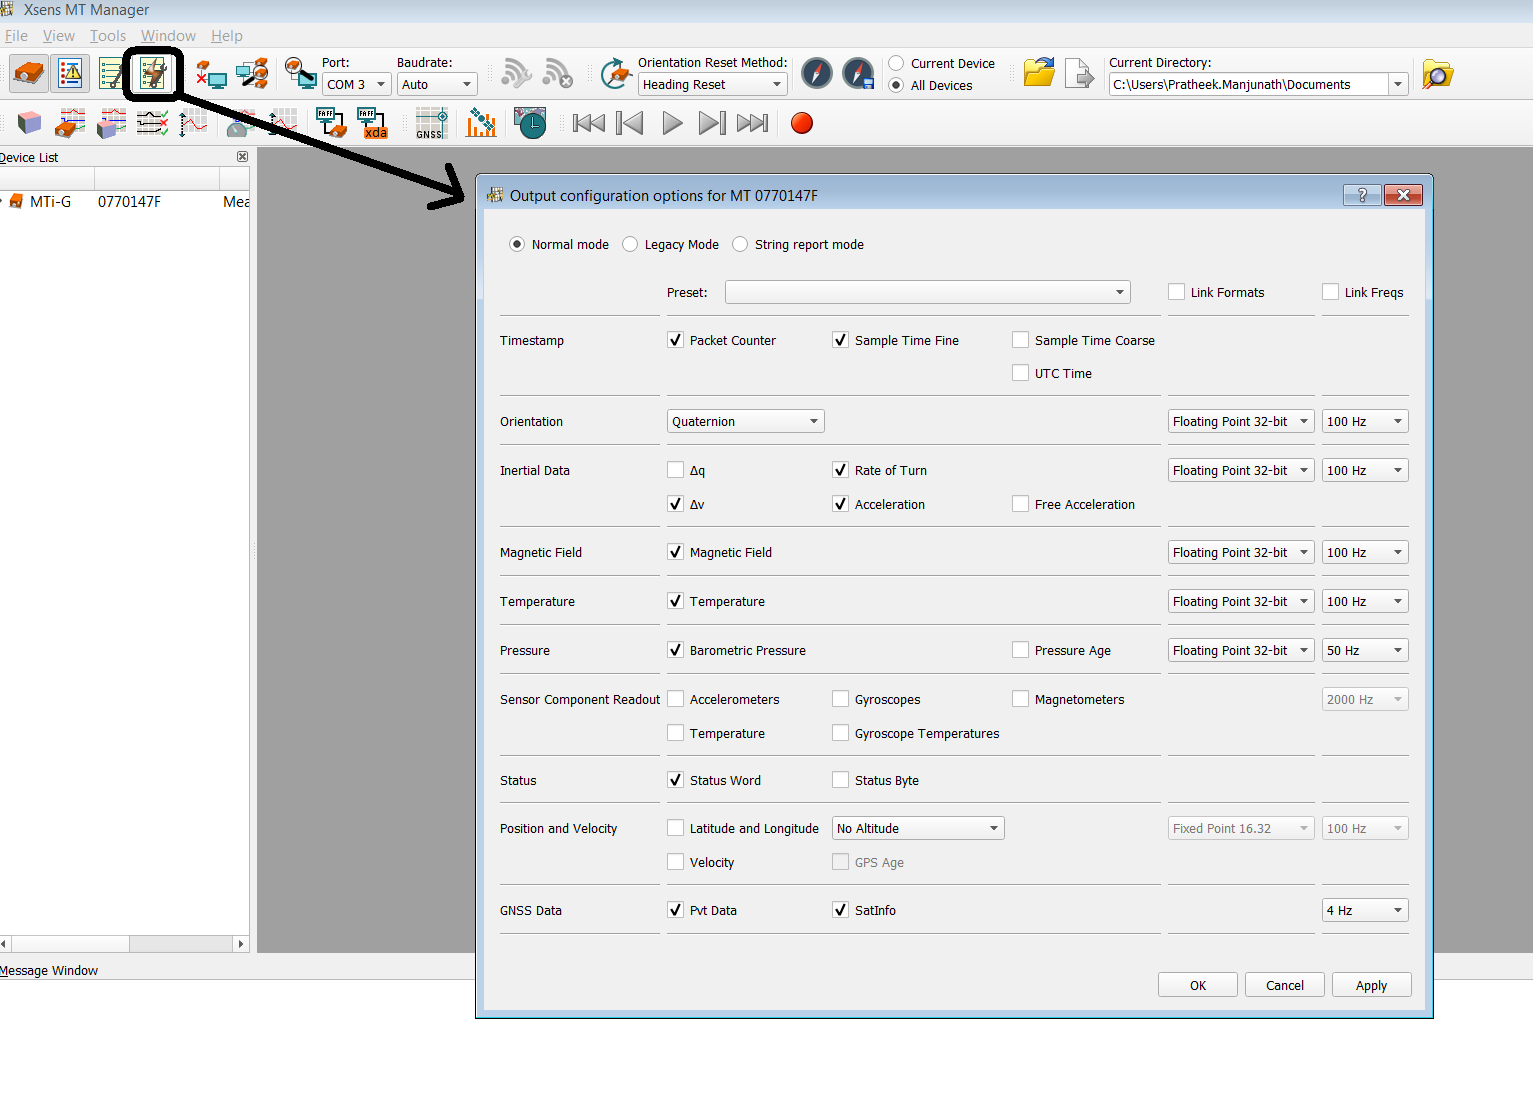 Xsens MT Manager
File View Tools Window Help
Port: Baudrate: Orientation Reset Method: Current Device Current Directory:
COM 3 Auto Heading Reset All Devices C:\Users\Pratheek.Manjunath\Documents
FAFF FAFF xda GNSS
Device List
MTi-G 0770147F Mea
Output configuration options for MT 0770147F
Normal mode Legacy Mode String report mode
Preset: Link Formats Link Freqs
Timestamp Packet Counter Sample Time Fine Sample Time Coarse
UTC Time
Orientation Quaternion Floating Point 32-bit 100 Hz
Inertial Data Δq Rate of Turn Floating Point 32-bit 100 Hz
Δv Acceleration Free Acceleration
Magnetic Field Magnetic Field Floating Point 32-bit 100 Hz
Temperature Temperature Floating Point 32-bit 100 Hz
Pressure Barometric Pressure Pressure Age Floating Point 32-bit 50 Hz
Sensor Component Readout Accelerometers Gyroscopes Magnetometers 2000 Hz
Temperature Gyroscope Temperatures
Status Status Word Status Byte
Position and Velocity Latitude and Longitude No Altitude Fixed Point 16.32 100 Hz
Velocity GPS Age
GNSS Data Pvt Data SatInfo 4 Hz
Message Window
OK Cancel Apply